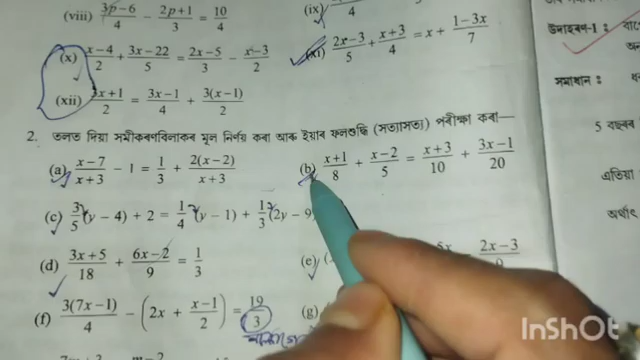 (viii) (3p-6)/4 - (2p+1)/3 = 10/4 (ix)
(x) (x-4)/2 + (3x-22)/5 = (2x-5)/3 - (x-3)/2 (xi) (2x-3)/5 + (x+3)/4 = x + (1-3x)/7
(xii) (3x+1)/2 = (3x-1)/4 + 3(x-1)/2
2. তলত দিয়া সমীকৰণবিলাকৰ মূল নিৰ্ণয় কৰা আৰু ইয়াৰ ফলশুদ্ধি (সত্যাসত্য) পৰীক্ষা কৰা—
(a) (x-7)/(x+3) - 1 = 1/3 + 2(x-2)/(x+3) (b) (x+1)/8 + (x-2)/5 = (x+3)/10 + (3x-1)/20
(c) 3/5 (y-4) + 2 = 1/4 (y-1) + 1/3 (2y-9
(d) (3x+5)/18 + (6x-2)/9 = 1/3 (e) (2x-3)/9
(f) 3(7x-1)/4 - (2x + (x-1)/2) = 19/3 (g)
উদাহৰণ-1 :
সমাধান :
5 বাহুৰ
এতিয়া
অৰ্থাৎ
InShOt